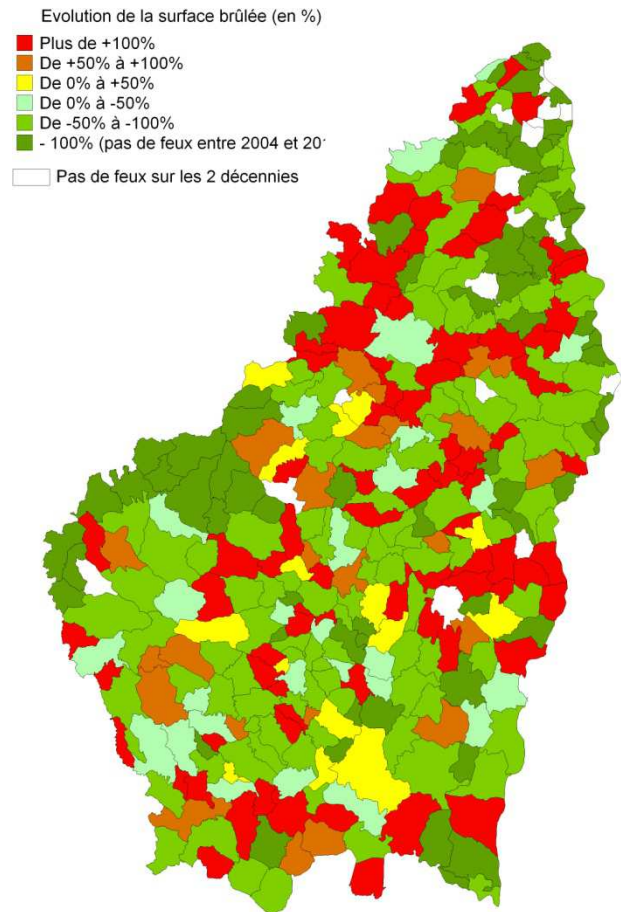 Evolution de la surface brûlée (en %)
Plus de +100%
De +50% à +100%
De 0% à +50%
De 0% à -50%
De -50% à -100%
- 100% (pas de feux entre 2004 et 20
Pas de feux sur les 2 décennies